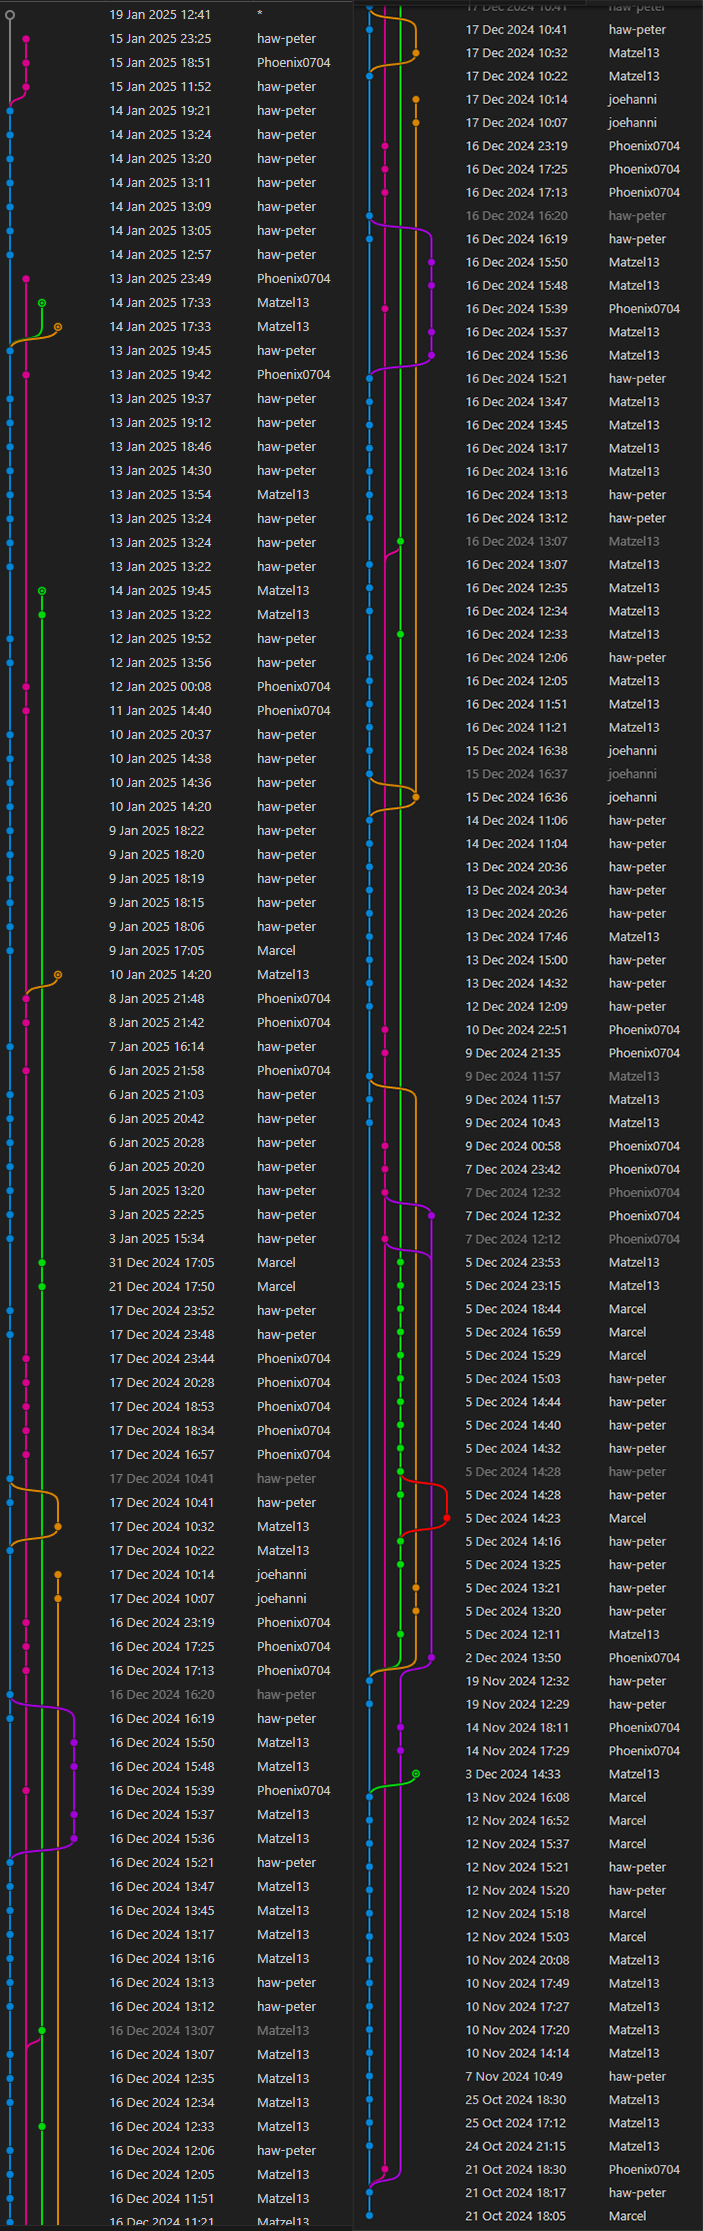 19 Jan 2025 12:41 *
15 Jan 2025 23:25 haw-peter
15 Jan 2025 18:51 Phoenix0704
15 Jan 2025 11:52 haw-peter
14 Jan 2025 19:21 haw-peter
14 Jan 2025 13:24 haw-peter
14 Jan 2025 13:20 haw-peter
14 Jan 2025 13:11 haw-peter
14 Jan 2025 13:09 haw-peter
14 Jan 2025 13:05 haw-peter
14 Jan 2025 12:57 haw-peter
13 Jan 2025 23:49 Phoenix0704
14 Jan 2025 17:33 Matzel13
14 Jan 2025 17:33 Matzel13
13 Jan 2025 19:45 haw-peter
13 Jan 2025 19:42 Phoenix0704
13 Jan 2025 19:37 haw-peter
13 Jan 2025 19:12 haw-peter
13 Jan 2025 18:46 haw-peter
13 Jan 2025 14:30 haw-peter
13 Jan 2025 13:54 Matzel13
13 Jan 2025 13:24 haw-peter
13 Jan 2025 13:24 haw-peter
13 Jan 2025 13:22 haw-peter
14 Jan 2025 19:45 Matzel13
13 Jan 2025 13:22 Matzel13
12 Jan 2025 19:52 haw-peter
12 Jan 2025 13:56 haw-peter
12 Jan 2025 00:08 Phoenix0704
11 Jan 2025 14:40 Phoenix0704
10 Jan 2025 20:37 haw-peter
10 Jan 2025 14:38 haw-peter
10 Jan 2025 14:36 haw-peter
10 Jan 2025 14:20 haw-peter
9 Jan 2025 18:22 haw-peter
9 Jan 2025 18:20 haw-peter
9 Jan 2025 18:19 haw-peter
9 Jan 2025 18:15 haw-peter
9 Jan 2025 18:06 haw-peter
9 Jan 2025 17:05 Marcel
10 Jan 2025 14:20 Matzel13
8 Jan 2025 21:48 Phoenix0704
8 Jan 2025 21:42 Phoenix0704
7 Jan 2025 16:14 haw-peter
6 Jan 2025 21:58 Phoenix0704
6 Jan 2025 21:03 haw-peter
6 Jan 2025 20:42 haw-peter
6 Jan 2025 20:28 haw-peter
6 Jan 2025 20:20 haw-peter
5 Jan 2025 13:20 haw-peter
3 Jan 2025 22:25 haw-peter
3 Jan 2025 15:34 haw-peter
31 Dec 2024 17:05 Marcel
21 Dec 2024 17:50 Marcel
17 Dec 2024 23:52 haw-peter
17 Dec 2024 23:48 haw-peter
17 Dec 2024 23:44 Phoenix0704
17 Dec 2024 20:28 Phoenix0704
17 Dec 2024 18:53 Phoenix0704
17 Dec 2024 18:34 Phoenix0704
17 Dec 2024 16:57 Phoenix0704
17 Dec 2024 10:41 haw-peter
17 Dec 2024 10:41 haw-peter
17 Dec 2024 10:32 Matzel13
17 Dec 2024 10:22 Matzel13
17 Dec 2024 10:14 joehanni
17 Dec 2024 10:07 joehanni
16 Dec 2024 23:19 Phoenix0704
16 Dec 2024 17:25 Phoenix0704
16 Dec 2024 17:13 Phoenix0704
16 Dec 2024 16:20 haw-peter
16 Dec 2024 16:19 haw-peter
16 Dec 2024 15:50 Matzel13
16 Dec 2024 15:48 Matzel13
16 Dec 2024 15:39 Phoenix0704
16 Dec 2024 15:37 Matzel13
16 Dec 2024 15:36 Matzel13
16 Dec 2024 15:21 haw-peter
16 Dec 2024 13:47 Matzel13
16 Dec 2024 13:45 Matzel13
16 Dec 2024 13:17 Matzel13
16 Dec 2024 13:16 Matzel13
16 Dec 2024 13:13 haw-peter
16 Dec 2024 13:12 haw-peter
16 Dec 2024 13:07 Matzel13
16 Dec 2024 13:07 Matzel13
16 Dec 2024 12:35 Matzel13
16 Dec 2024 12:34 Matzel13
16 Dec 2024 12:33 Matzel13
16 Dec 2024 12:06 haw-peter
16 Dec 2024 12:05 Matzel13
16 Dec 2024 11:51 Matzel13
16 Dec 2024 11:21 Matzel13
17 Dec 2024 10:41 haw-peter
17 Dec 2024 10:41 haw-peter
17 Dec 2024 10:32 Matzel13
17 Dec 2024 10:22 Matzel13
17 Dec 2024 10:14 joehanni
17 Dec 2024 10:07 joehanni
16 Dec 2024 23:19 Phoenix0704
16 Dec 2024 17:25 Phoenix0704
16 Dec 2024 17:13 Phoenix0704
16 Dec 2024 16:20 haw-peter
16 Dec 2024 16:19 haw-peter
16 Dec 2024 15:50 Matzel13
16 Dec 2024 15:48 Matzel13
16 Dec 2024 15:39 Phoenix0704
16 Dec 2024 15:37 Matzel13
16 Dec 2024 15:36 Matzel13
16 Dec 2024 15:21 haw-peter
16 Dec 2024 13:47 Matzel13
16 Dec 2024 13:45 Matzel13
16 Dec 2024 13:17 Matzel13
16 Dec 2024 13:16 Matzel13
16 Dec 2024 13:13 haw-peter
16 Dec 2024 13:12 haw-peter
16 Dec 2024 13:07 Matzel13
16 Dec 2024 13:07 Matzel13
16 Dec 2024 12:35 Matzel13
16 Dec 2024 12:34 Matzel13
16 Dec 2024 12:33 Matzel13
16 Dec 2024 12:06 haw-peter
16 Dec 2024 12:05 Matzel13
16 Dec 2024 11:51 Matzel13
16 Dec 2024 11:21 Matzel13
15 Dec 2024 16:38 joehanni
15 Dec 2024 16:37 joehanni
15 Dec 2024 16:36 joehanni
14 Dec 2024 11:06 haw-peter
14 Dec 2024 11:04 haw-peter
13 Dec 2024 20:36 haw-peter
13 Dec 2024 20:34 haw-peter
13 Dec 2024 20:26 haw-peter
13 Dec 2024 17:46 Matzel13
13 Dec 2024 15:00 haw-peter
13 Dec 2024 14:32 haw-peter
12 Dec 2024 12:09 haw-peter
10 Dec 2024 22:51 Phoenix0704
9 Dec 2024 21:35 Phoenix0704
9 Dec 2024 11:57 Matzel13
9 Dec 2024 11:57 Matzel13
9 Dec 2024 10:43 Matzel13
9 Dec 2024 00:58 Phoenix0704
7 Dec 2024 23:42 Phoenix0704
7 Dec 2024 12:32 Phoenix0704
7 Dec 2024 12:32 Phoenix0704
7 Dec 2024 12:12 Phoenix0704
5 Dec 2024 23:53 Matzel13
5 Dec 2024 23:15 Matzel13
5 Dec 2024 18:44 Marcel
5 Dec 2024 16:59 Marcel
5 Dec 2024 15:29 Marcel
5 Dec 2024 15:03 haw-peter
5 Dec 2024 14:44 haw-peter
5 Dec 2024 14:40 haw-peter
5 Dec 2024 14:32 haw-peter
5 Dec 2024 14:28 haw-peter
5 Dec 2024 14:28 haw-peter
5 Dec 2024 14:23 Marcel
5 Dec 2024 14:16 haw-peter
5 Dec 2024 13:25 haw-peter
5 Dec 2024 13:21 haw-peter
5 Dec 2024 13:20 haw-peter
5 Dec 2024 12:11 Matzel13
2 Dec 2024 13:50 Phoenix0704
19 Nov 2024 12:32 haw-peter
19 Nov 2024 12:29 haw-peter
14 Nov 2024 18:11 Phoenix0704
14 Nov 2024 17:29 Phoenix0704
3 Dec 2024 14:33 Matzel13
13 Nov 2024 16:08 Marcel
12 Nov 2024 16:52 Marcel
12 Nov 2024 15:37 Marcel
12 Nov 2024 15:21 haw-peter
12 Nov 2024 15:20 haw-peter
12 Nov 2024 15:18 Marcel
12 Nov 2024 15:03 Marcel
10 Nov 2024 20:08 Matzel13
10 Nov 2024 17:49 Matzel13
10 Nov 2024 17:27 Matzel13
10 Nov 2024 17:20 Matzel13
10 Nov 2024 14:14 Matzel13
7 Nov 2024 10:49 haw-peter
25 Oct 2024 18:30 Matzel13
25 Oct 2024 17:12 Matzel13
24 Oct 2024 21:15 Matzel13
21 Oct 2024 18:30 Phoenix0704
21 Oct 2024 18:17 haw-peter
21 Oct 2024 18:05 Marcel